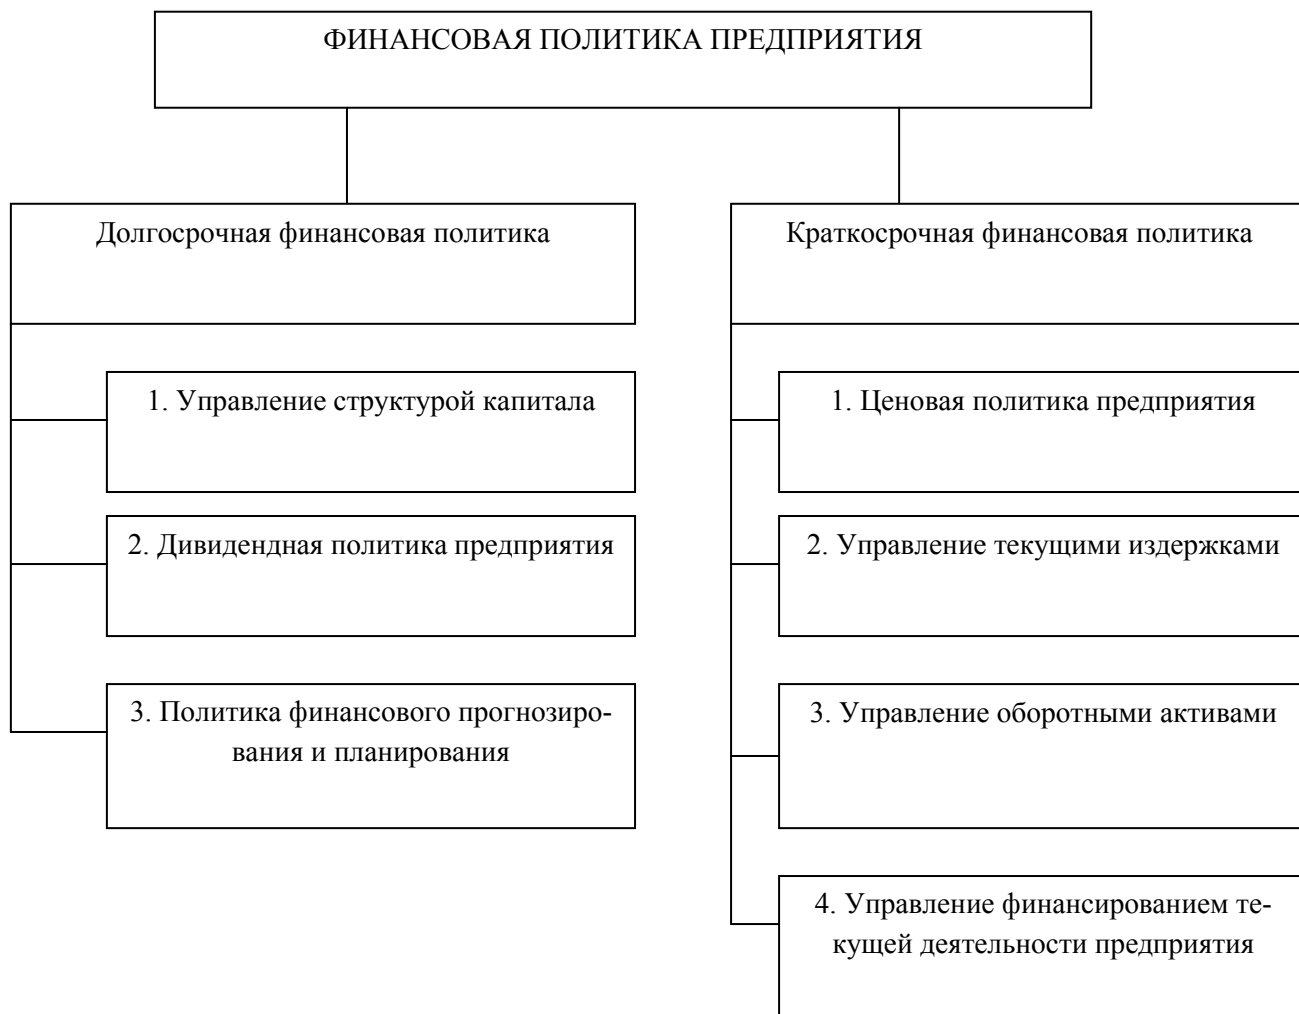 ФИНАНСОВАЯ ПОЛИТИКА ПРЕДПРИЯТИЯ
Долгосрочная финансовая политика
1. Управление структурой капитала
2. Дивидендная политика предприятия
3. Политика финансового прогнозиро-
вания и планирования
Краткосрочная финансовая политика
1. Ценовая политика предприятия
2. Управление текущими издержками
3. Управление оборотными активами
4. Управление финансированием те-
кущей деятельности предприятия